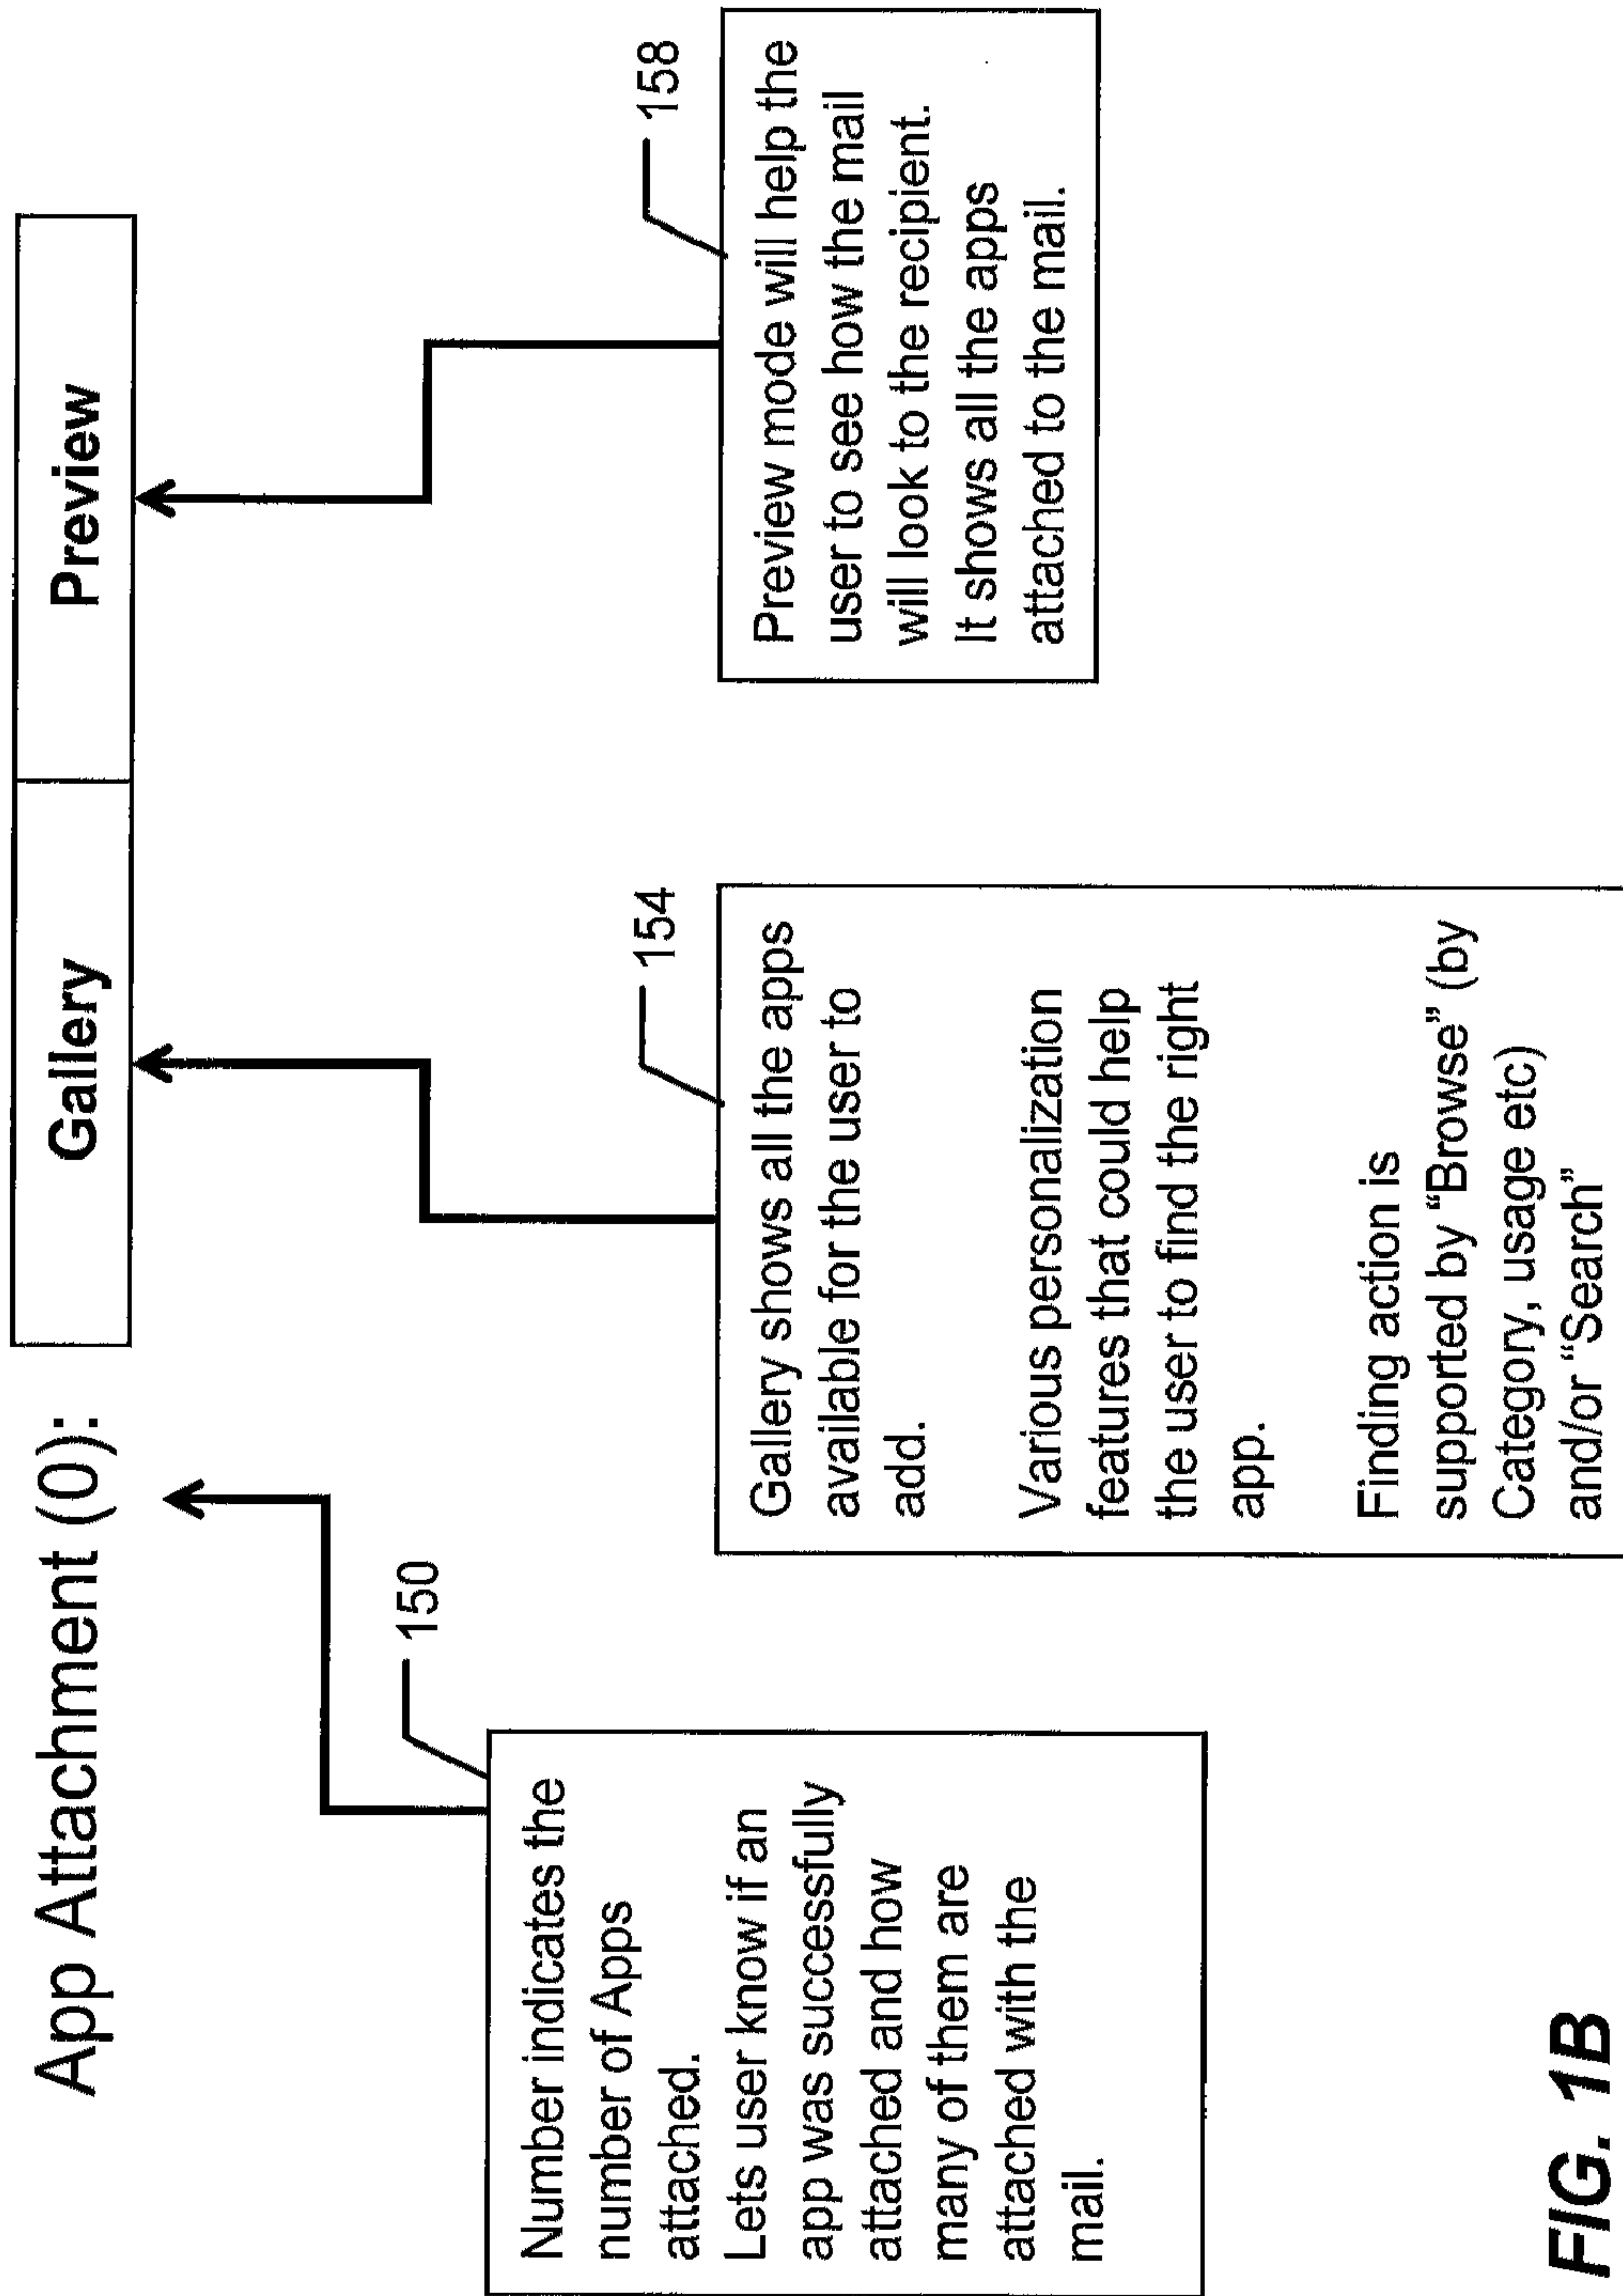 App Attachment (0):
Gallery
Preview
150
Number indicates the
number of Apps
attached.
Lets user know if an
app was successfully
attached and how
many of them are
attached with the
mail.
154
Gallery shows all the apps
available for the user to
add.
Various personalization
features that could help
the user to find the right
app.
Finding action is
supported by “Browse” (by
Category, usage etc)
and/or “Search”
158
Preview mode will help the
user to see how the mail
will look to the recipient.
It shows all the apps
attached to the mail.
FIG. 1B